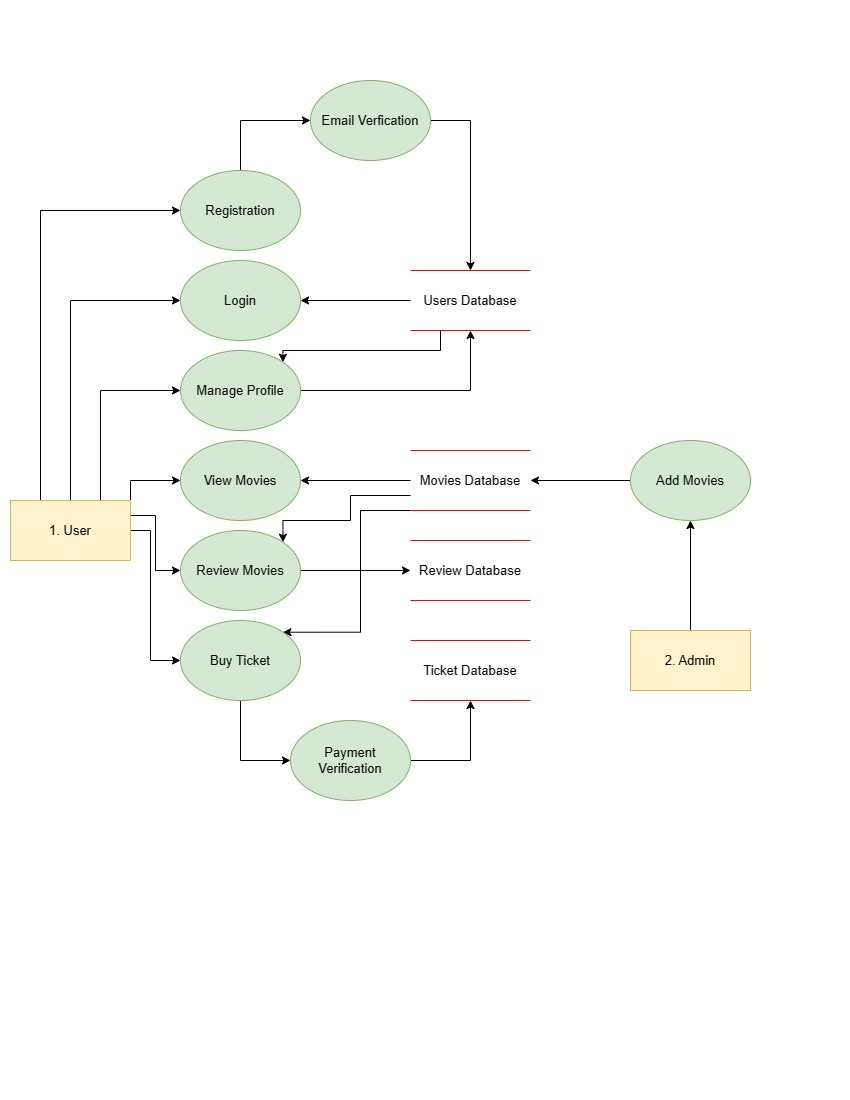 Email Verfication
Registration
Login
Users Database
Manage Profile
View Movies
Movies Database
Add Movies
1. User
Review Movies
Review Database
Buy Ticket
Ticket Database
2. Admin
Payment
Verification